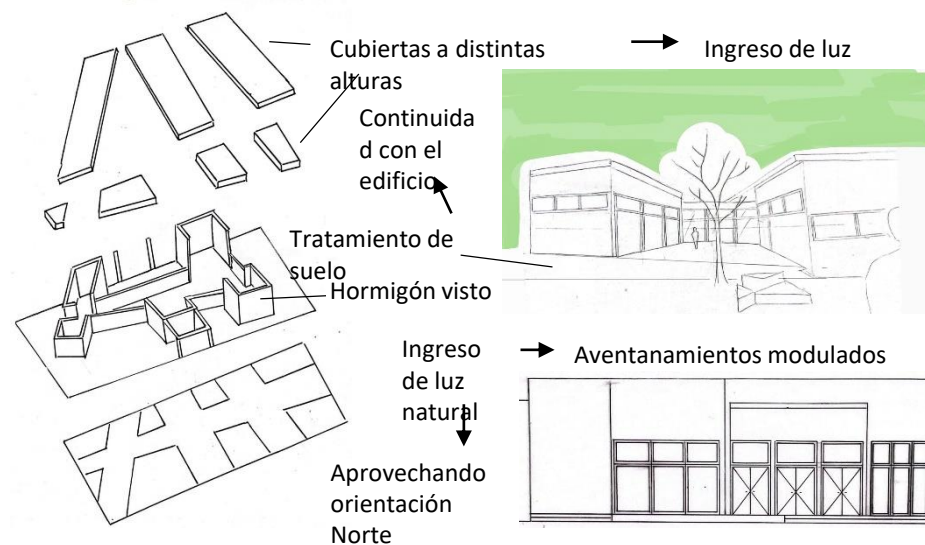 Cubiertas a distintas
alturas
Ingreso de luz
Continuida
d con el
edificio
Tratamiento de
suelo
Hormigón visto
Ingreso
de luz
natural
Aventanamientos modulados
Aprovechando
orientación
Norte